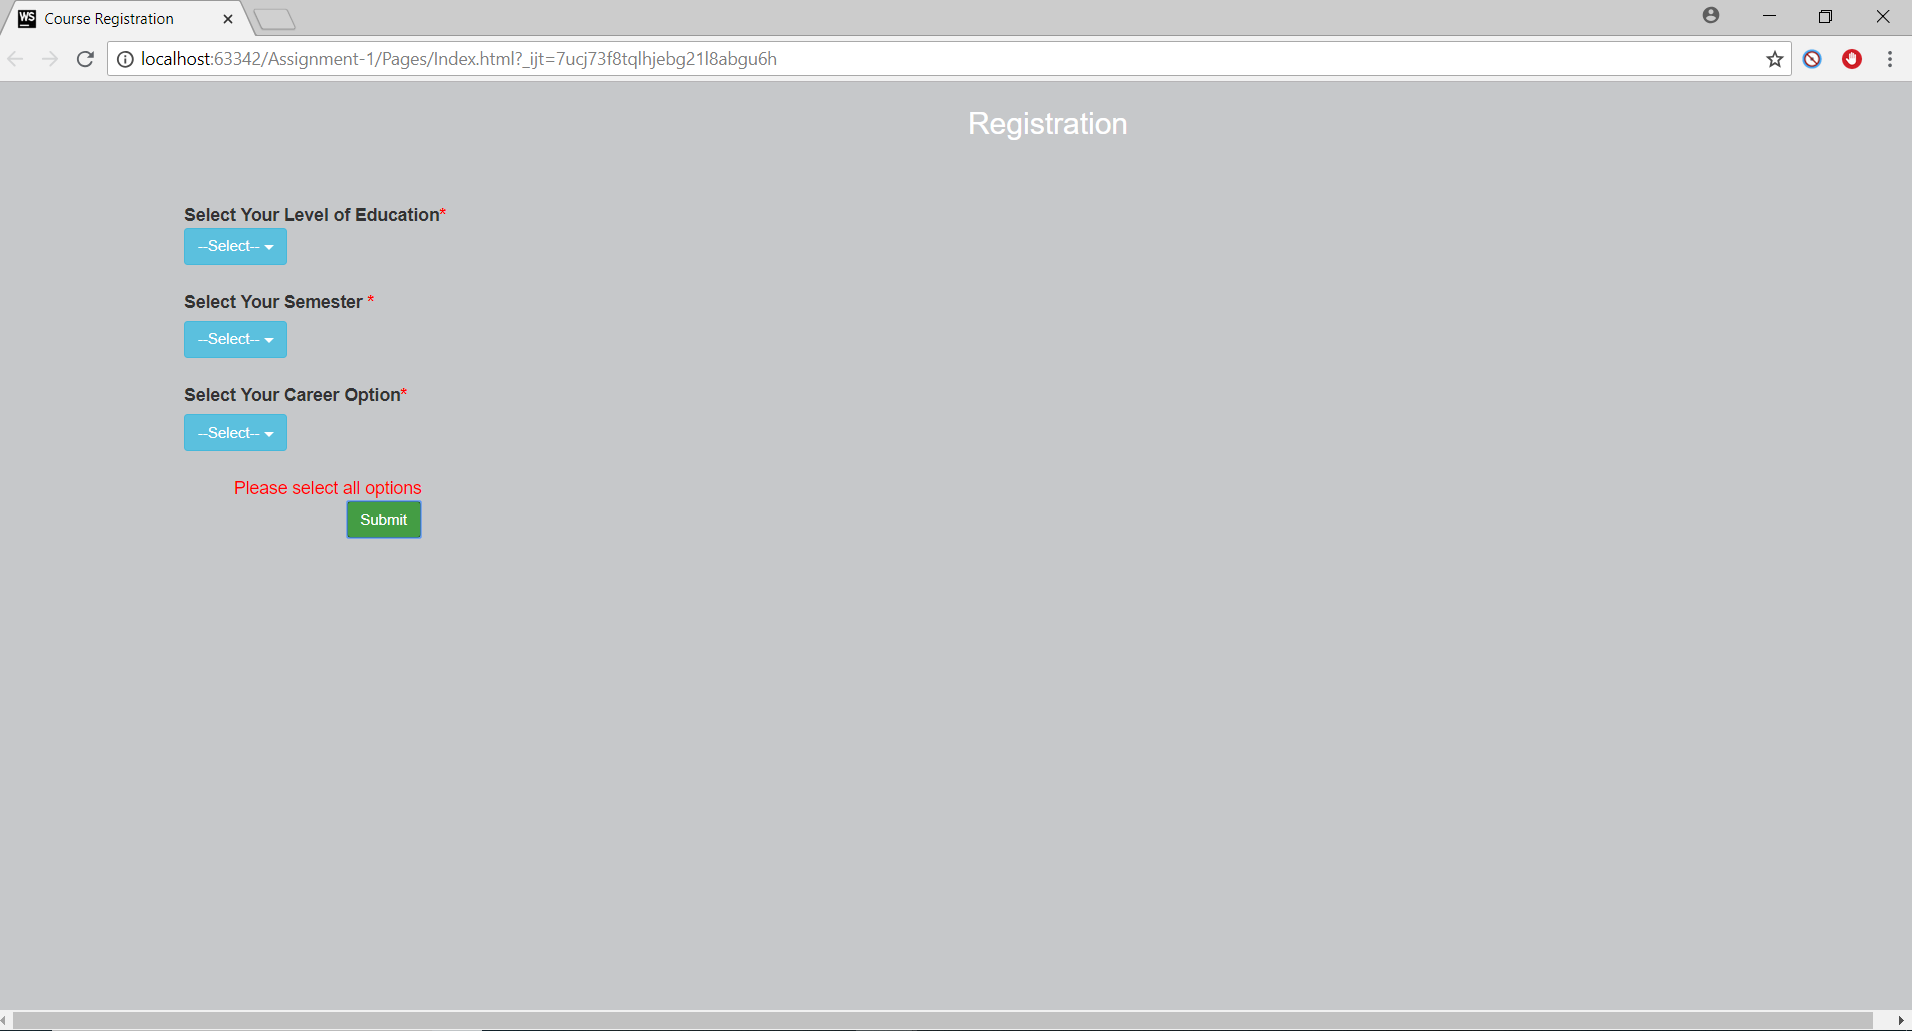 WS Course Registration
localhost:63342/Assignment-1/Pages/Index.html?_ijt=7ucj73f8tqlhjebg21l8abgu6h
Registration
Select Your Level of Education*
--Select--
Select Your Semester *
--Select--
Select Your Career Option*
--Select--
Please select all options
Submit